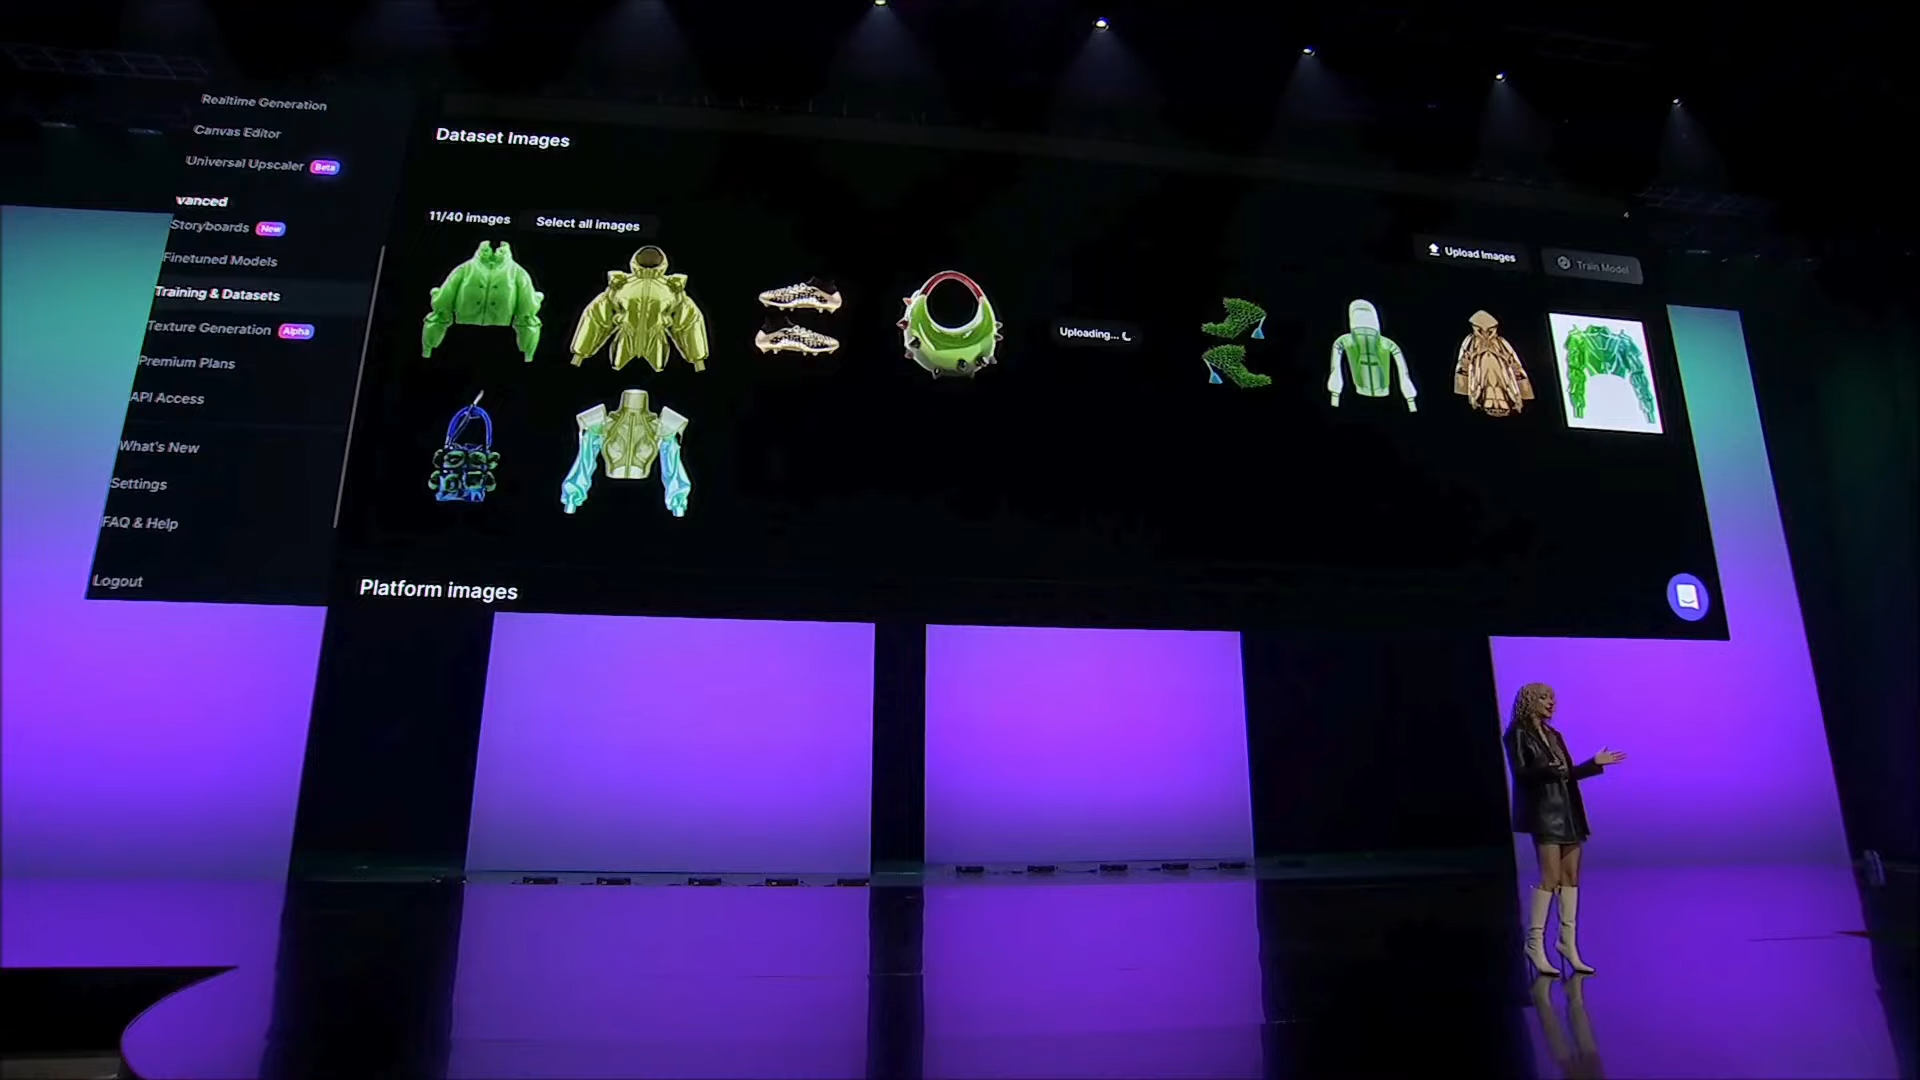 Realtime Generation
Canvas Editor
Universal Upscaler Beta
vanced
Storyboards New
Finetuned Models
Training & Datasets
Texture Generation Alpha
Premium Plans
API Access
What's New
Settings
FAQ & Help
Logout
Dataset Images
11/40 images Select all images
Upload Images Train Model
Uploading...
Platform images